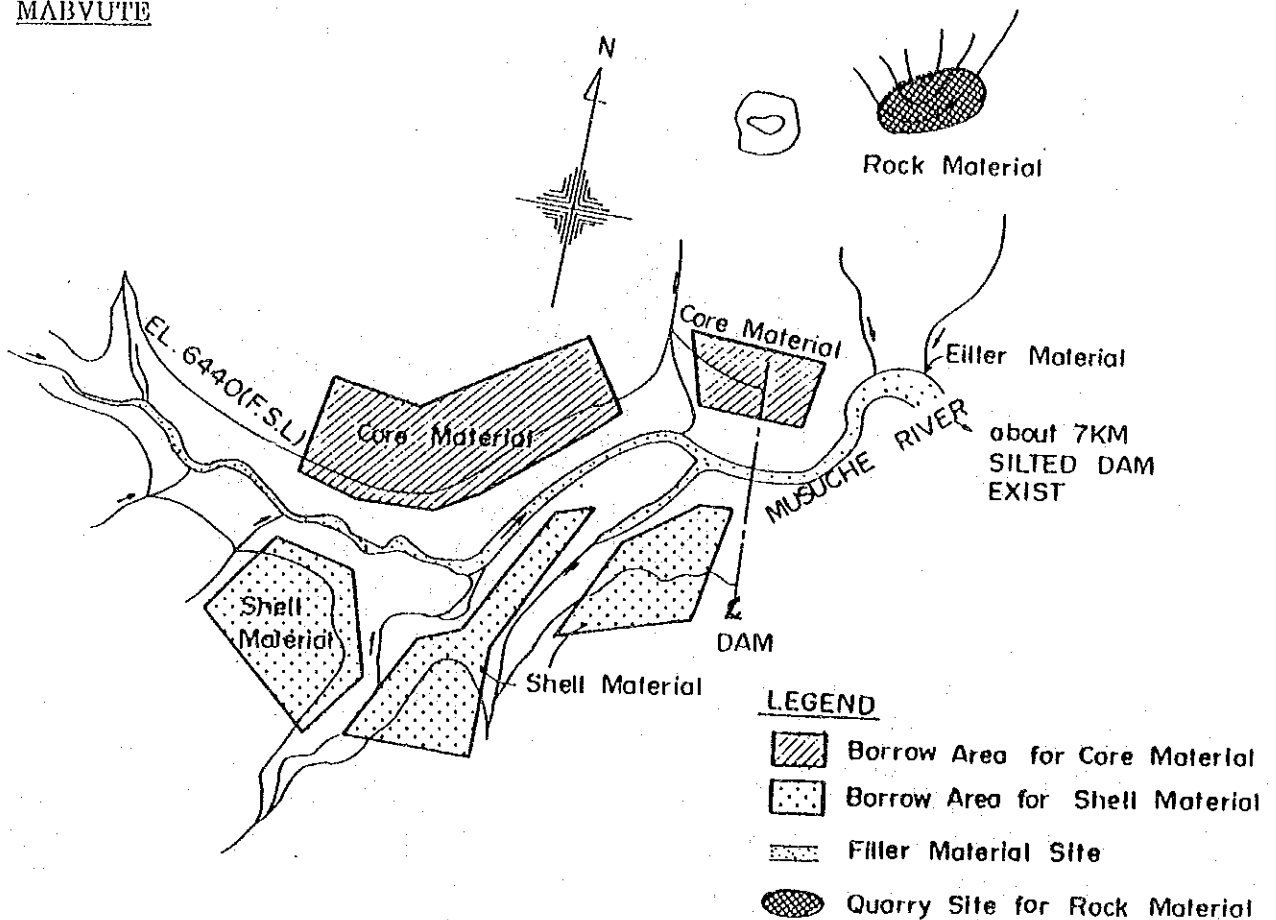 MABVUTE
N
Rock Material
EL. 6440(F.S.L)
Core Material
Core Material
Eiller Material
MUSUCHE RIVER
about 7KM
SILTED DAM
EXIST
Shell
Material
Shell Material
DAM
LEGEND
Borrow Area for Core Material
Borrow Area for Shell Material
Filler Material Site
Quarry Site for Rock Material